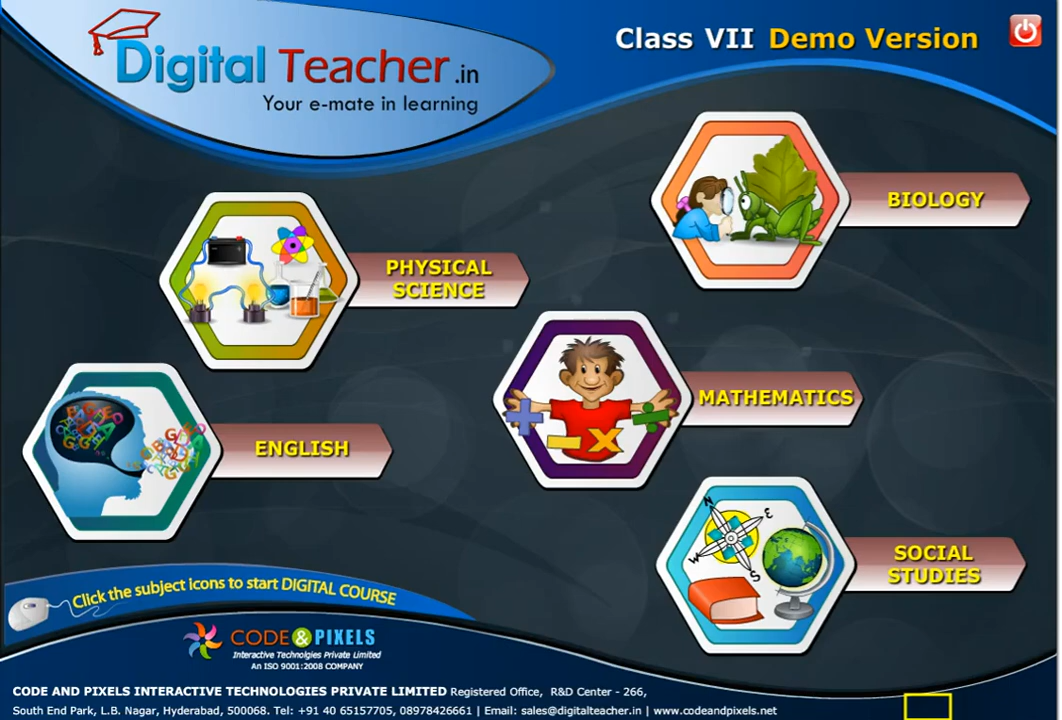 Digital Teacher.in
Your e-mate in learning
Class VII Demo Version
BIOLOGY
PHYSICAL
SCIENCE
MATHEMATICS
ENGLISH
N
E
W
S
SOCIAL
STUDIES
Click the subject icons to start DIGITAL COURSE
CODE & PIXELS
Interactive Technolgies Private Limited
An ISO 9001:2008 COMPANY
CODE AND PIXELS INTERACTIVE TECHNOLOGIES PRIVATE LIMITED Registered Office, R&D Center - 266,
South End Park, L.B. Nagar, Hyderabad, 500068. Tel: +91 40 65157705, 08978426661 | Email: sales@digitalteacher.in | www.codeandpixels.net